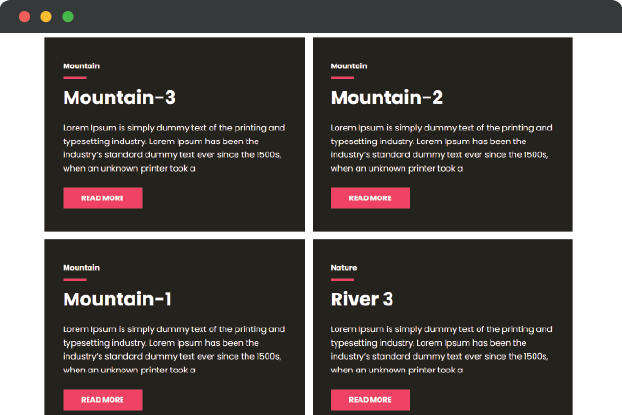 Mountain
Mountain-3
Lorem Ipsum is simply dummy text of the printing and
typesetting industry. Lorem Ipsum has been the
industry's standard dummy text ever since the 1500s,
when an unknown printer took a
READ MORE
Mountain
Mountain-2
Lorem Ipsum is simply dummy text of the printing and
typesetting industry. Lorem Ipsum has been the
industry's standard dummy text ever since the 1500s,
when an unknown printer took a
READ MORE
Mountain
Mountain-1
Lorem Ipsum is simply dummy text of the printing and
typesetting industry. Lorem Ipsum has been the
industry's standard dummy text ever since the 1500s,
when an unknown printer took a
READ MORE
Nature
River 3
Lorem Ipsum is simply dummy text of the printing and
typesetting industry. Lorem Ipsum has been the
industry's standard dummy text ever since the 1500s,
when an unknown printer took a
READ MORE